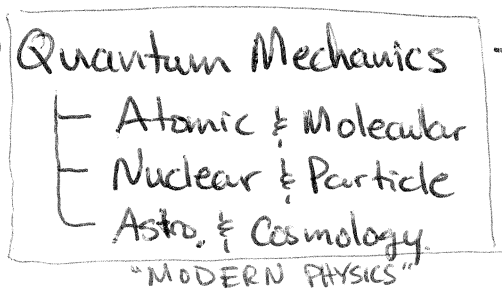 Quantum Mechanics
Atomic & Molecular
Nuclear & Particle
Astro. & Cosmology.
"MODERN PHYSICS"